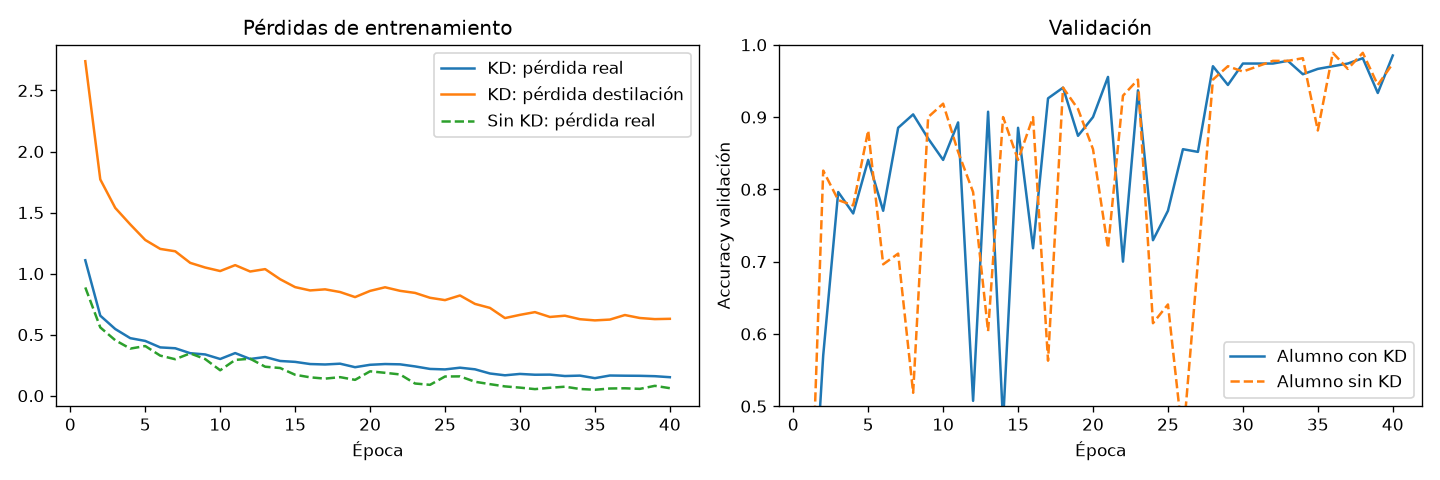 Pérdidas de entrenamiento
KD: pérdida real
KD: pérdida destilación
Sin KD: pérdida real
2.5
2.0
1.5
1.0
0.5
0.0
0 5 10 15 20 25 30 35 40
Época
Validación
Accuracy validación
1.0
0.9
0.8
0.7
0.6
0.5
Alumno con KD
Alumno sin KD
0 5 10 15 20 25 30 35 40
Época